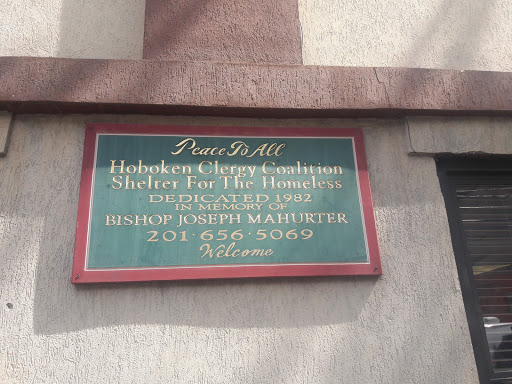 Peace To All
Hoboken Clergy Coalition
Shelter For The Homeless
DEDICATED 1982
IN MEMORY OF
BISHOP JOSEPH MAHURTER
201·656·5069
Welcome